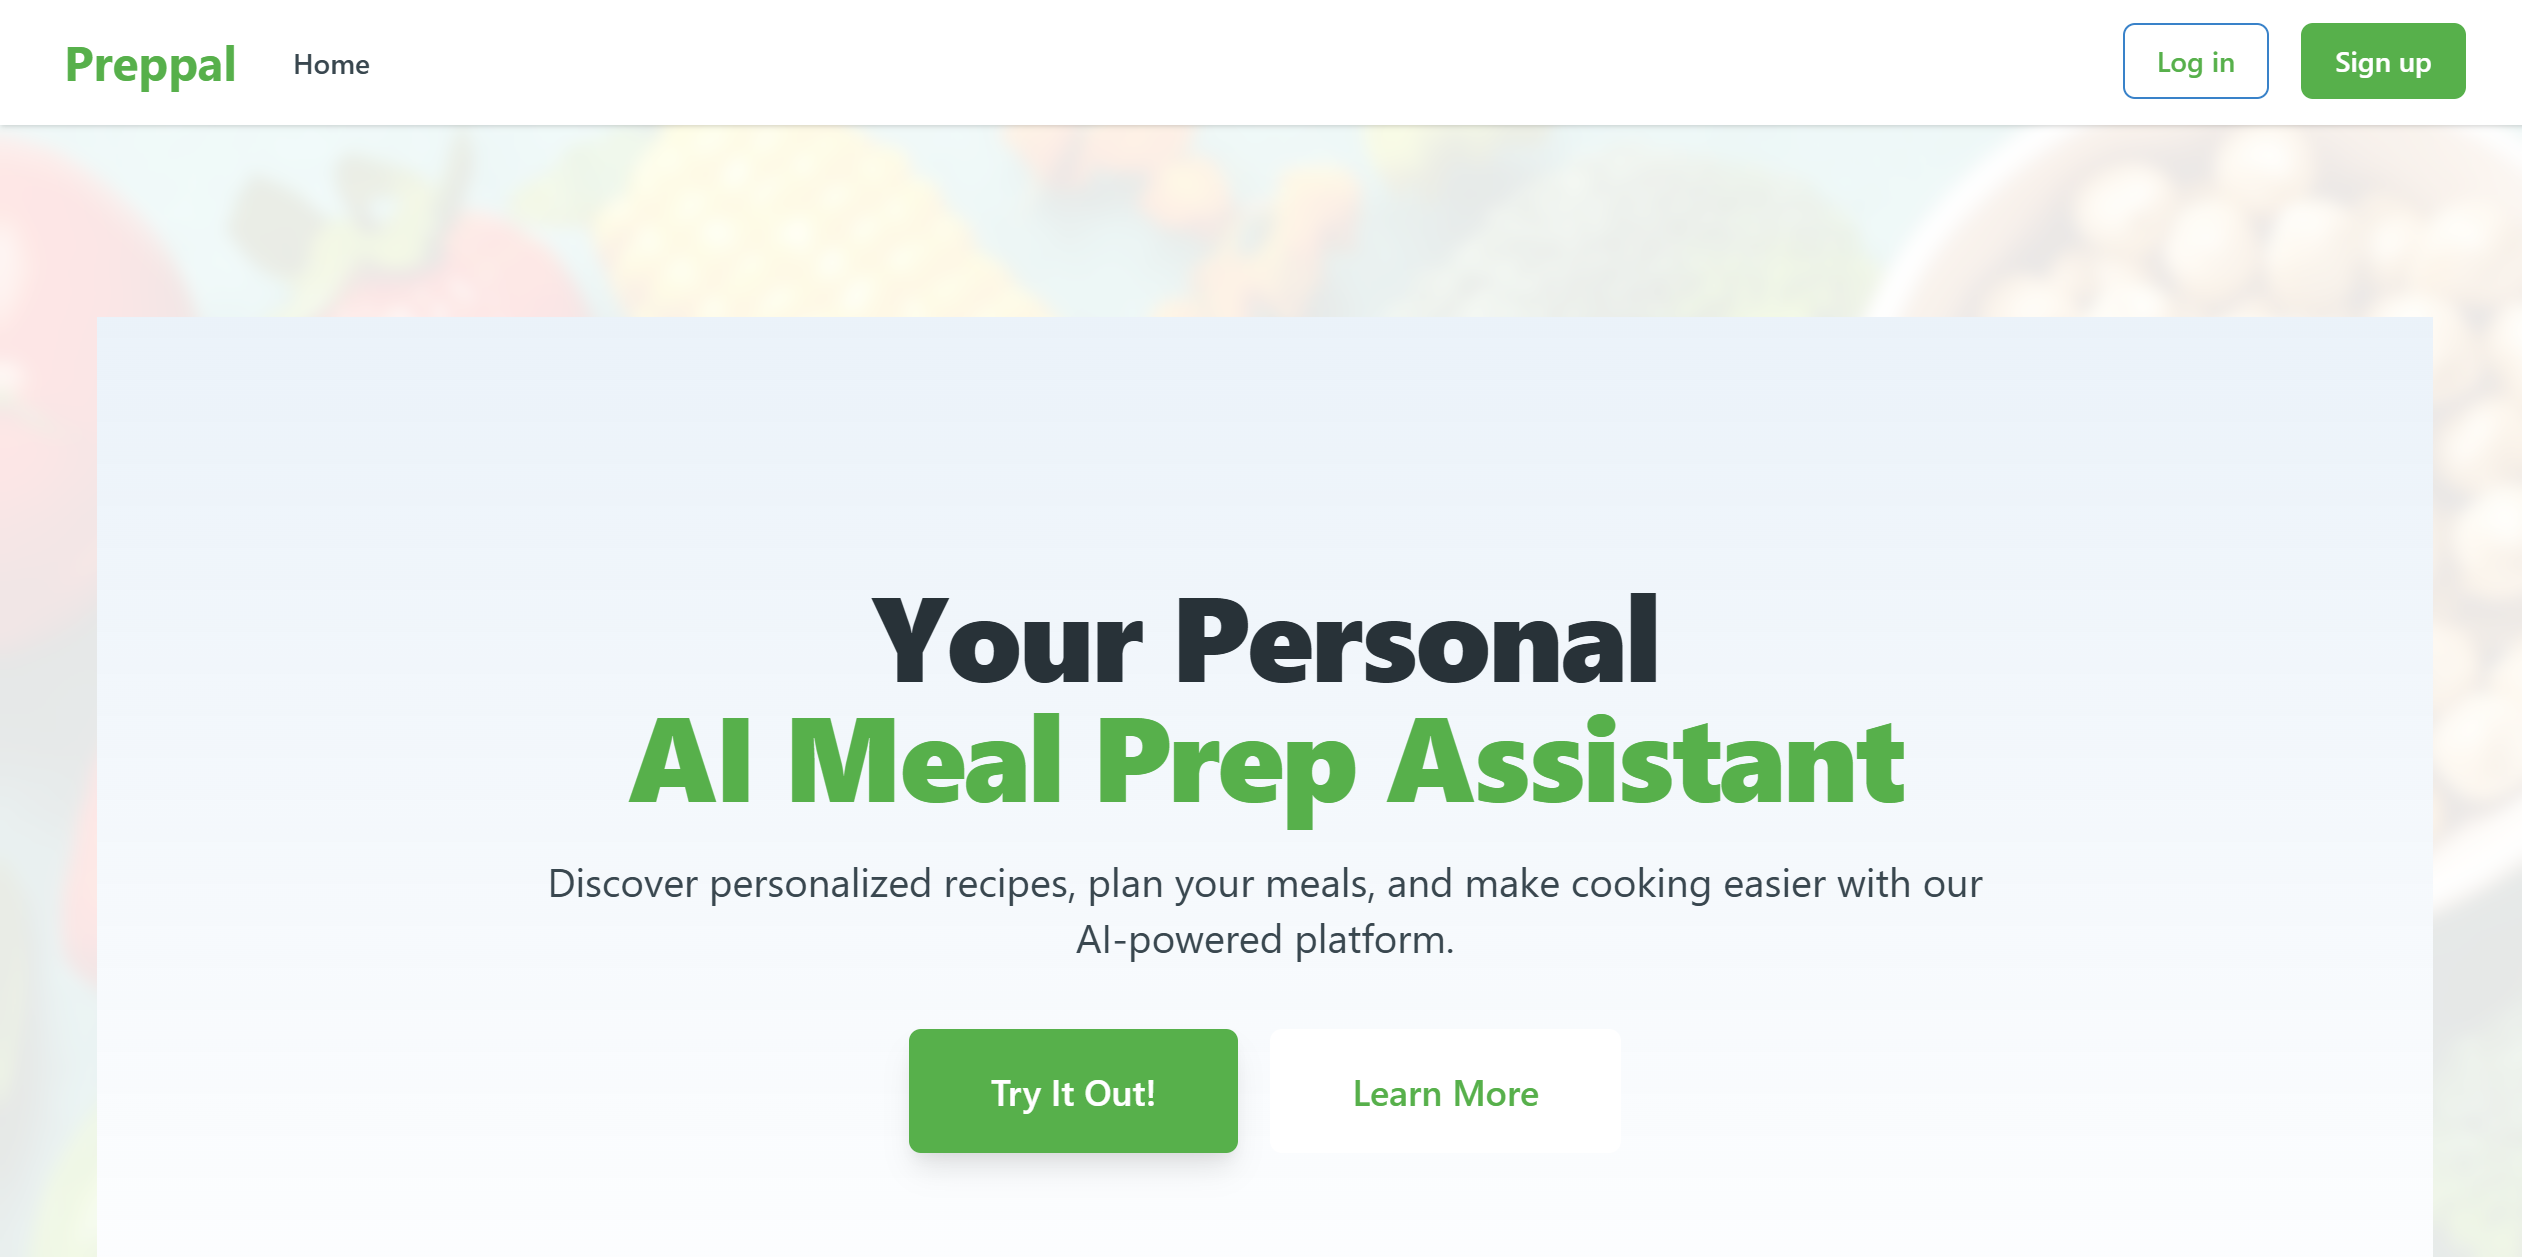 Preppal
Home
Log in
Sign up
Your Personal
AI Meal Prep Assistant
Discover personalized recipes, plan your meals, and make cooking easier with our
AI-powered platform.
Try It Out!
Learn More